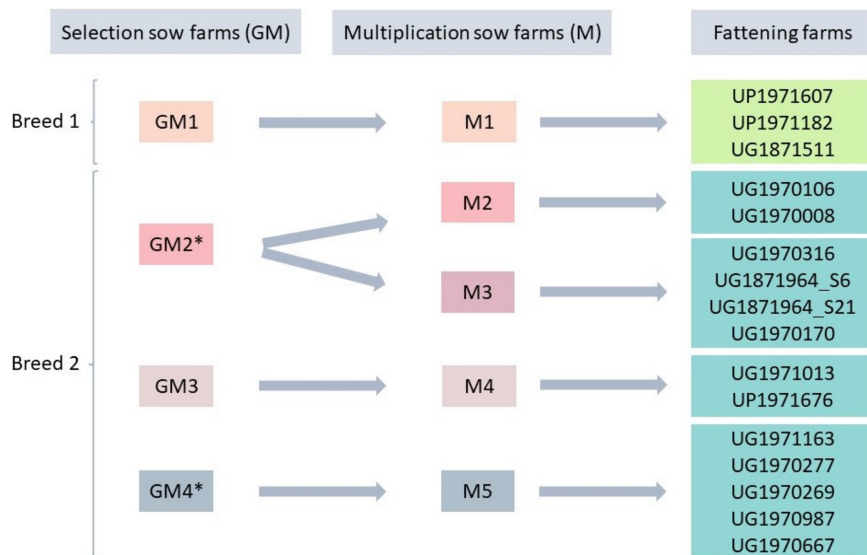 Selection sow farms (GM)
Multiplication sow farms (M)
Fattening farms
Breed 1
GM1
M1
UP1971607
UP1971182
UG1871511
Breed 2
GM2*
M2
UG1970106
UG1970008
M3
UG1970316
UG1871964_S6
UG1871964_S21
UG1970170
GM3
M4
UG1971013
UP1971676
GM4*
M5
UG1971163
UG1970277
UG1970269
UG1970987
UG1970667